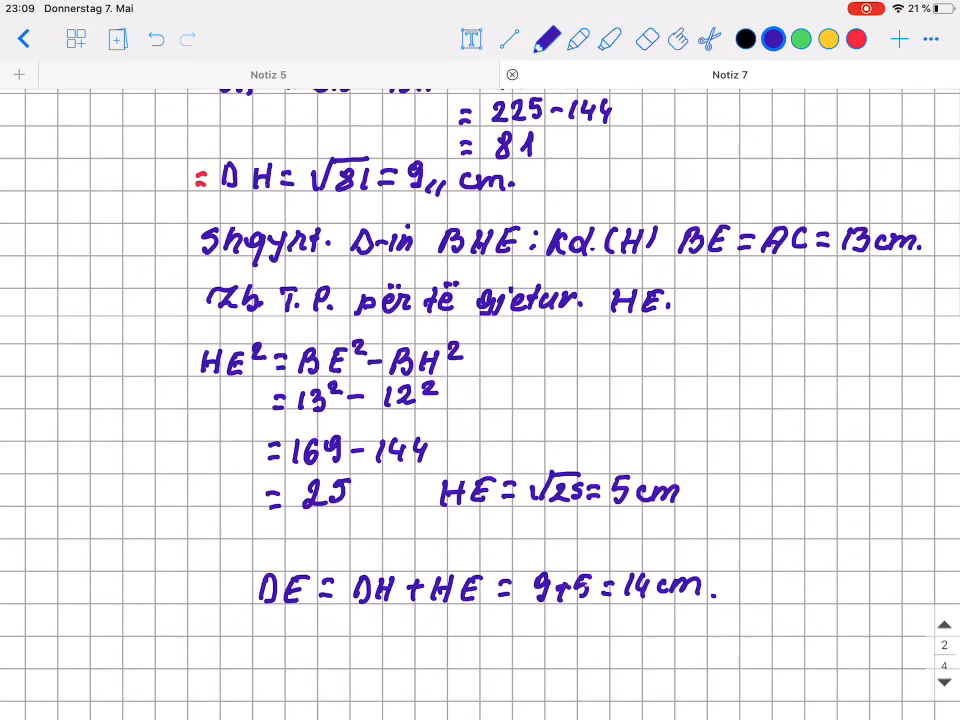 23:09 Donnerstag 7. Mai 21 %
Notiz 5 Notiz 7
= 225 - 144
= 81
= DH = √81 = 9,, cm.
Shqyrt. D-in BHE : Kd. (H) BE = AC = 13 cm.
Zb T. P. për të gjetur. HE.
HE² = BE² - BH²
= 13² - 12²
= 169 - 144
= 25 HE = √25 = 5 cm
DE = DH + HE = 9 + 5 = 14 cm.
2
4